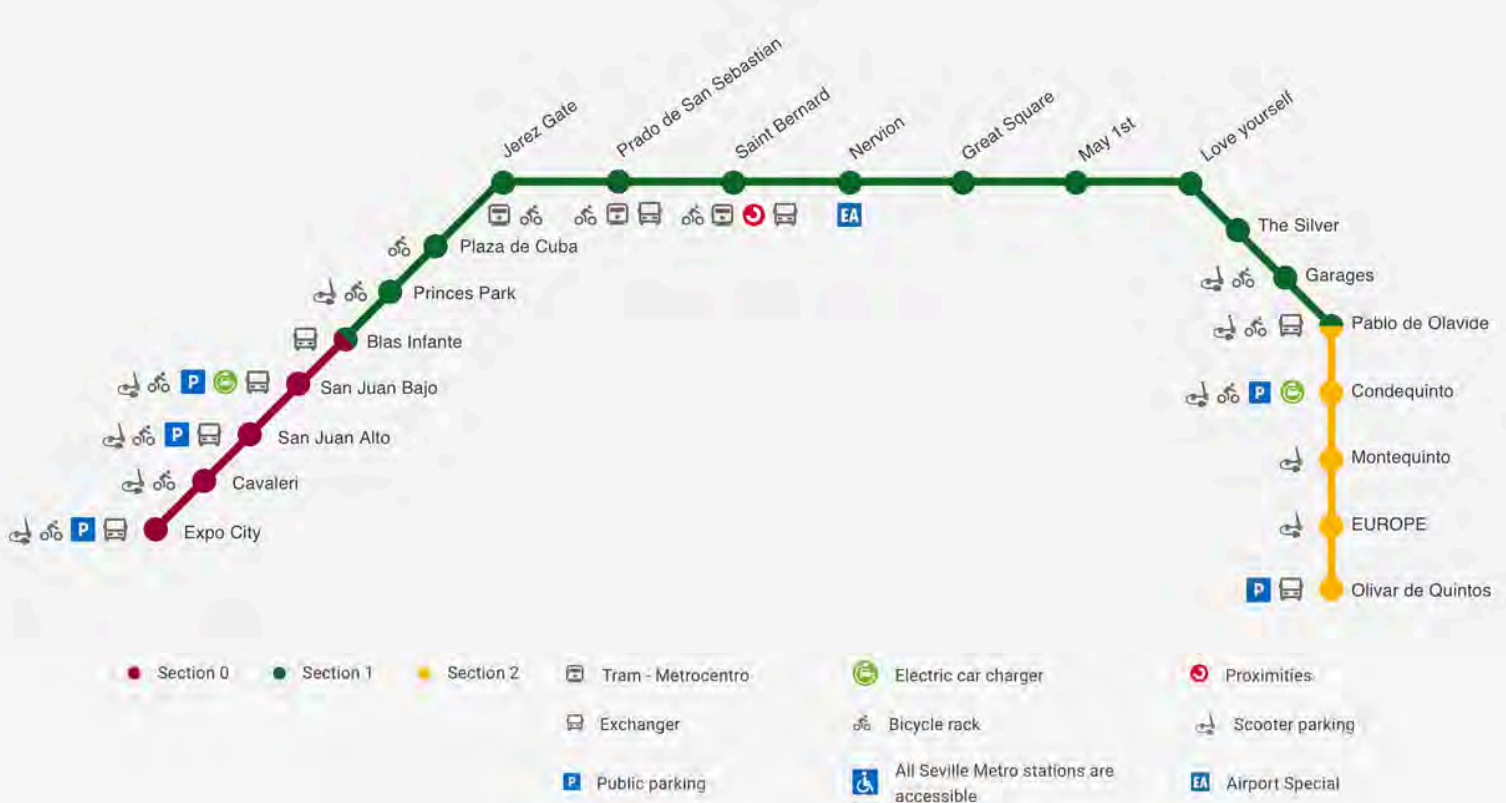 Jerez Gate
Prado de San Sebastian
Saint Bernard
Nervion
Great Square
May 1st
Love yourself
EA
Plaza de Cuba
Princes Park
Blas Infante
P San Juan Bajo
P San Juan Alto
Cavaleri
P Expo City
The Silver
Garages
Pablo de Olavide
P Condequinto
Montequinto
EUROPE
P Olivar de Quintos
Section 0 Section 1 Section 2 Tram - Metrocentro Electric car charger Proximities
Exchanger Bicycle rack Scooter parking
P Public parking All Seville Metro stations are EA Airport Special
accessible